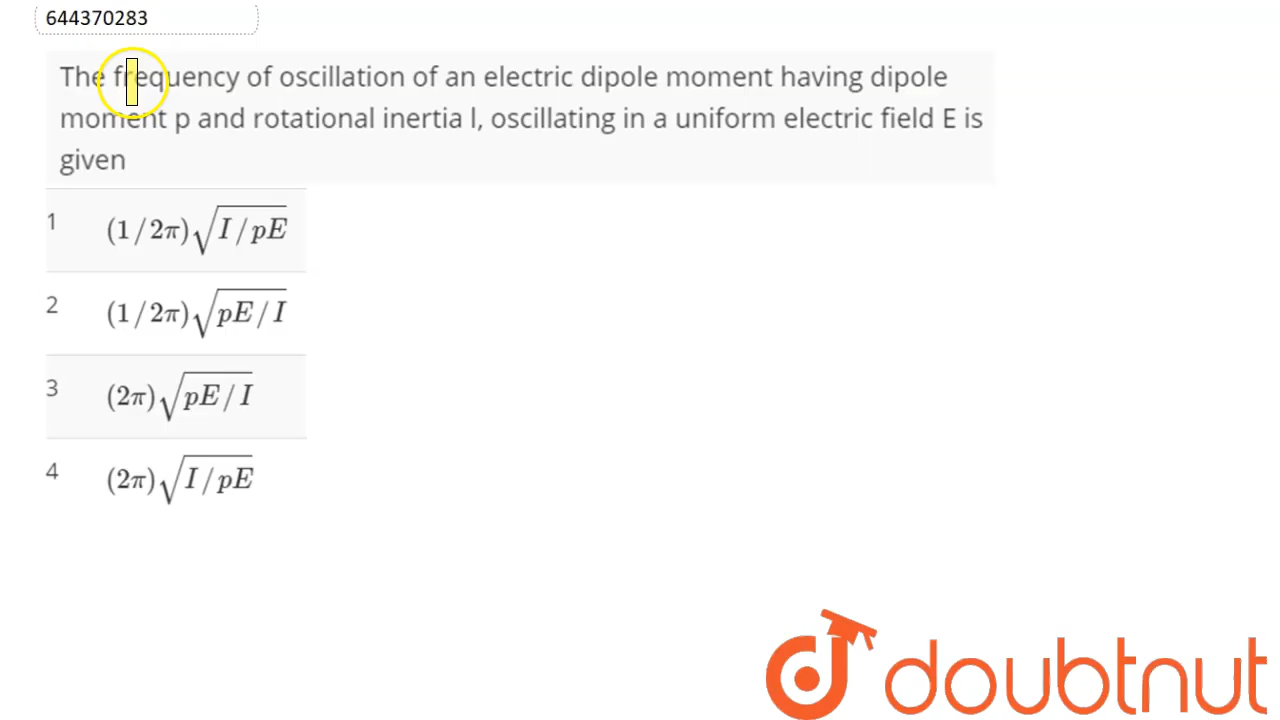 644370283
The frequency of oscillation of an electric dipole moment having dipole
moment p and rotational inertia l, oscillating in a uniform electric field E is
given
1 (1/2π)√I/pE
2 (1/2π)√pE/I
3 (2π)√pE/I
4 (2π)√I/pE
doubtnut